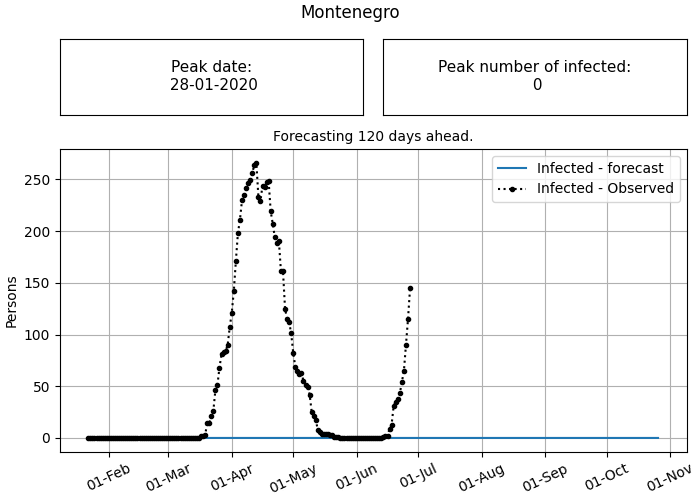 Montenegro
Peak date:
28-01-2020
Peak number of infected:
0
Forecasting 120 days ahead.
Infected - forecast
Infected - Observed
Persons
250
200
150
100
50
0
01-Feb
01-Mar
01-Apr
01-May
01-Jun
01-Jul
01-Aug
01-Sep
01-Oct
01-Nov